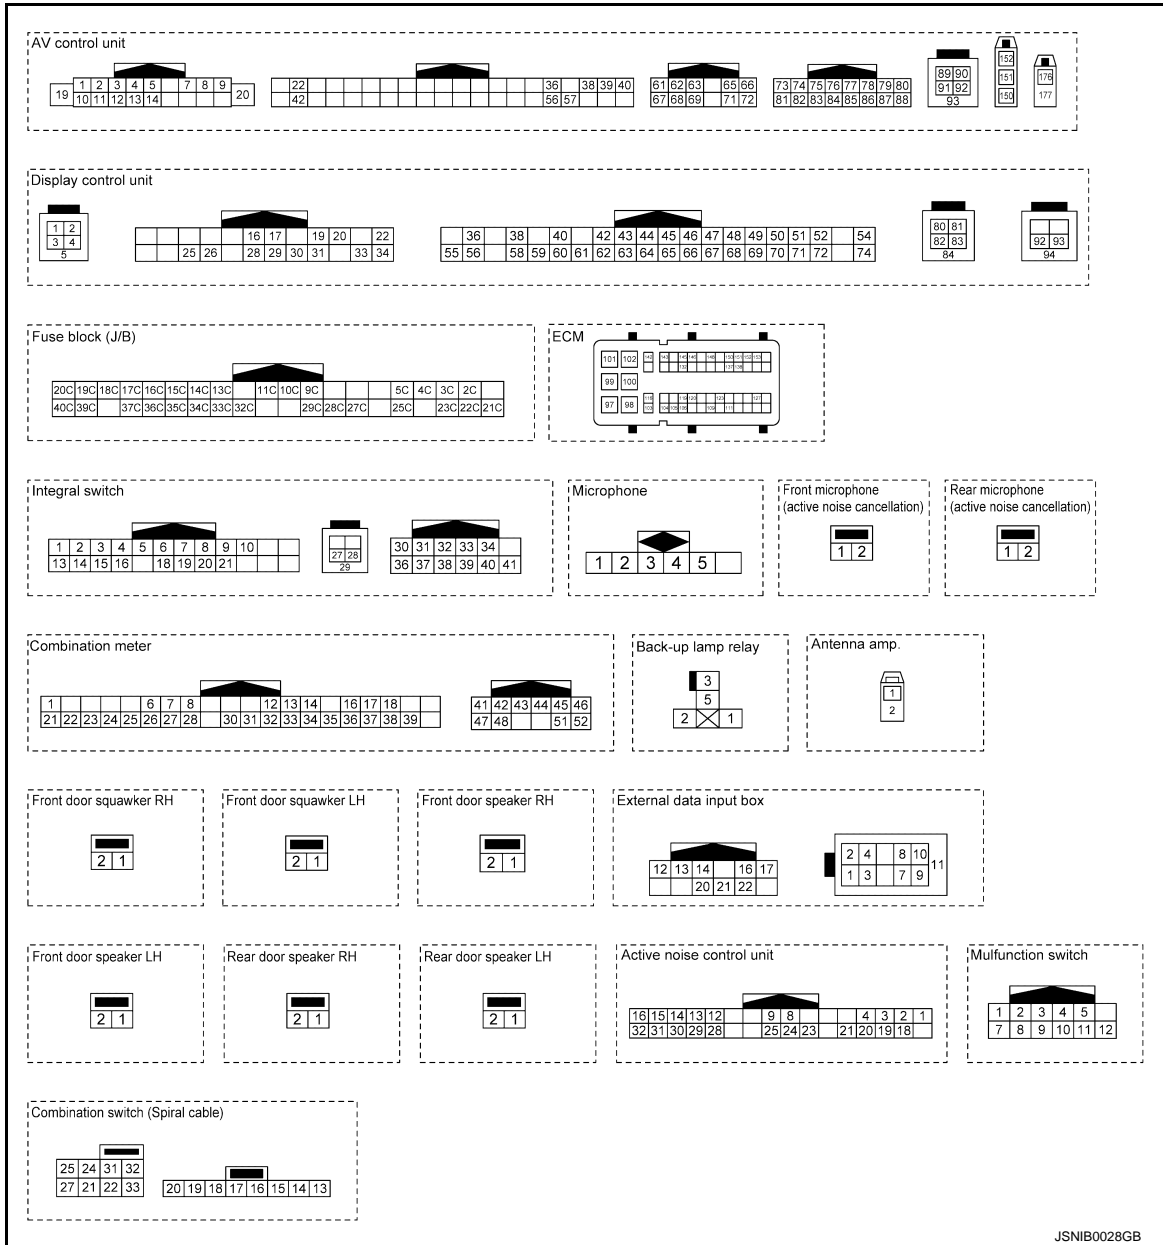 AV control unit
1 2 3 4 5 7 8 9
19 10 11 12 13 14 20
22 36 38 39 40
42 56 57
61 62 63 65 66
67 68 69 71 72
73 74 75 76 77 78 79 80
81 82 83 84 85 86 87 88
89 90
91 92
93
152
151
150
176
177
Display control unit
1 2
3 4
5
16 17 19 20 22
25 26 28 29 30 31 33 34
36 38 40 42 43 44 45 46 47 48 49 50 51 52 54
55 56 58 59 60 61 62 63 64 65 66 67 68 69 70 71 72 74
80 81
82 83
84
92 93
94
Fuse block (J/B)
20C 19C 18C 17C 16C 15C 14C 13C 11C 10C 9C 5C 4C 3C 2C
40C 39C 37C 36C 35C 34C 33C 32C 29C 28C 27C 25C 23C 22C 21C
ECM
101 102
99 100
97 98
Integral switch
1 2 3 4 5 6 7 8 9 10
13 14 15 16 18 19 20 21
27 28
29
30 31 32 33 34
36 37 38 39 40 41
Microphone
1 2 3 4 5
Front microphone
(active noise cancellation)
1 2
Rear microphone
(active noise cancellation)
1 2
Combination meter
1 6 7 8 12 13 14 16 17 18
21 22 23 24 25 26 27 28 30 31 32 33 34 35 36 37 38 39
41 42 43 44 45 46
47 48 51 52
Back-up lamp relay
3
5
2 1
Antenna amp.
1
2
Front door squawker RH
2 1
Front door squawker LH
2 1
Front door speaker RH
2 1
External data input box
12 13 14 16 17
20 21 22
2 4 8 10
11
1 3 7 9
Front door speaker LH
2 1
Rear door speaker RH
2 1
Rear door speaker LH
2 1
Active noise control unit
16 15 14 13 12 9 8 4 3 2 1
32 31 30 29 28 25 24 23 21 20 19 18
Mulfunction switch
1 2 3 4 5
7 8 9 10 11 12
Combination switch (Spiral cable)
25 24 31 32
27 21 22 33
20 19 18 17 16 15 14 13
JSNIB0028GB